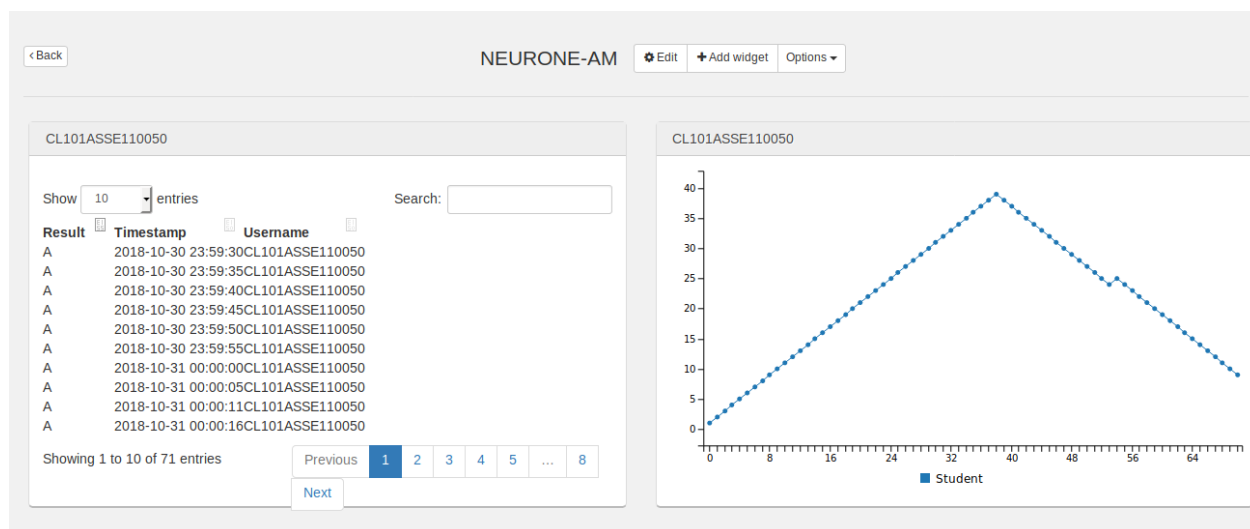 Back
NEURONE-AM
Edit
Add widget
Options
CL101ASSE110050
Show 10 entries
Search:
Result Timestamp Username
A 2018-10-30 23:59:30CL101ASSE110050
A 2018-10-30 23:59:35CL101ASSE110050
A 2018-10-30 23:59:40CL101ASSE110050
A 2018-10-30 23:59:45CL101ASSE110050
A 2018-10-30 23:59:50CL101ASSE110050
A 2018-10-30 23:59:55CL101ASSE110050
A 2018-10-31 00:00:00CL101ASSE110050
A 2018-10-31 00:00:05CL101ASSE110050
A 2018-10-31 00:00:11CL101ASSE110050
A 2018-10-31 00:00:16CL101ASSE110050
Showing 1 to 10 of 71 entries
Previous 1 2 3 4 5 ... 8
Next
CL101ASSE110050
40
35
30
25
20
15
10
5
0
0 8 16 24 32 40 48 56 64
Student